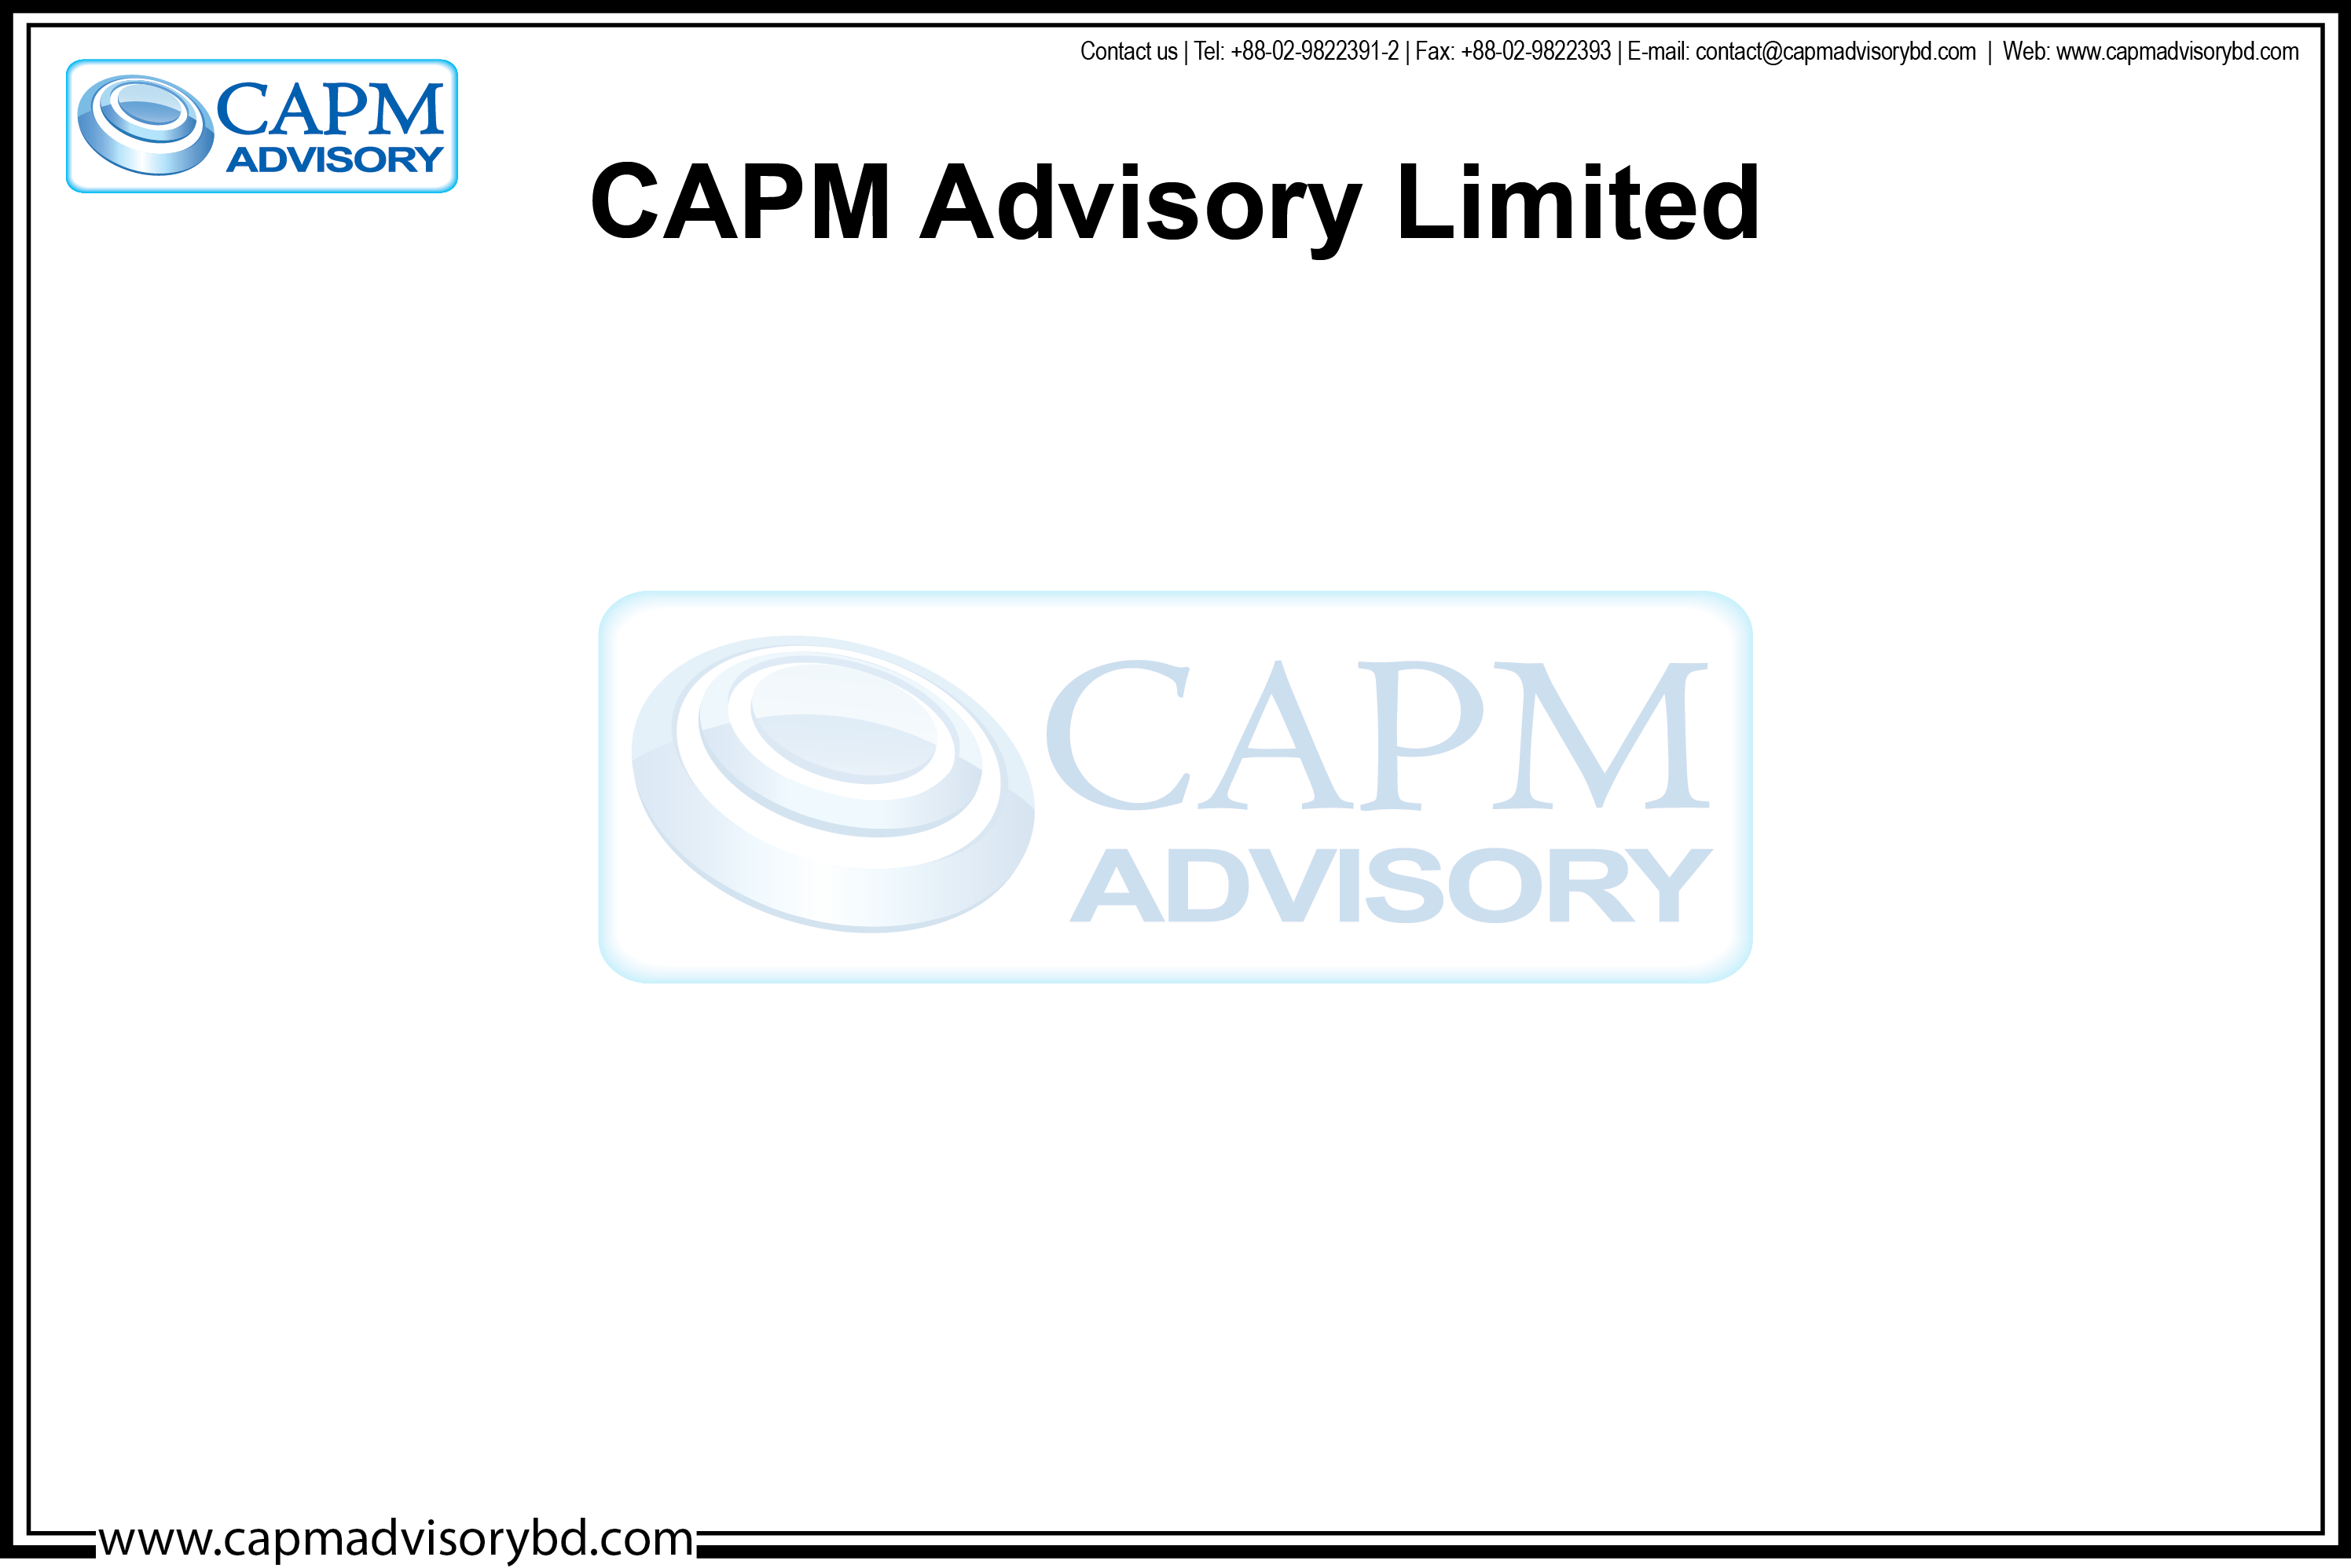 Contact us | Tel: +88-02-9822391-2 | Fax: +88-02-9822393 | E-mail: contact@capmadvisorybd.com | Web: www.capmadvisorybd.com
CAPM
ADVISORY
CAPM Advisory Limited
CAPM
ADVISORY
www.capmadvisorybd.com